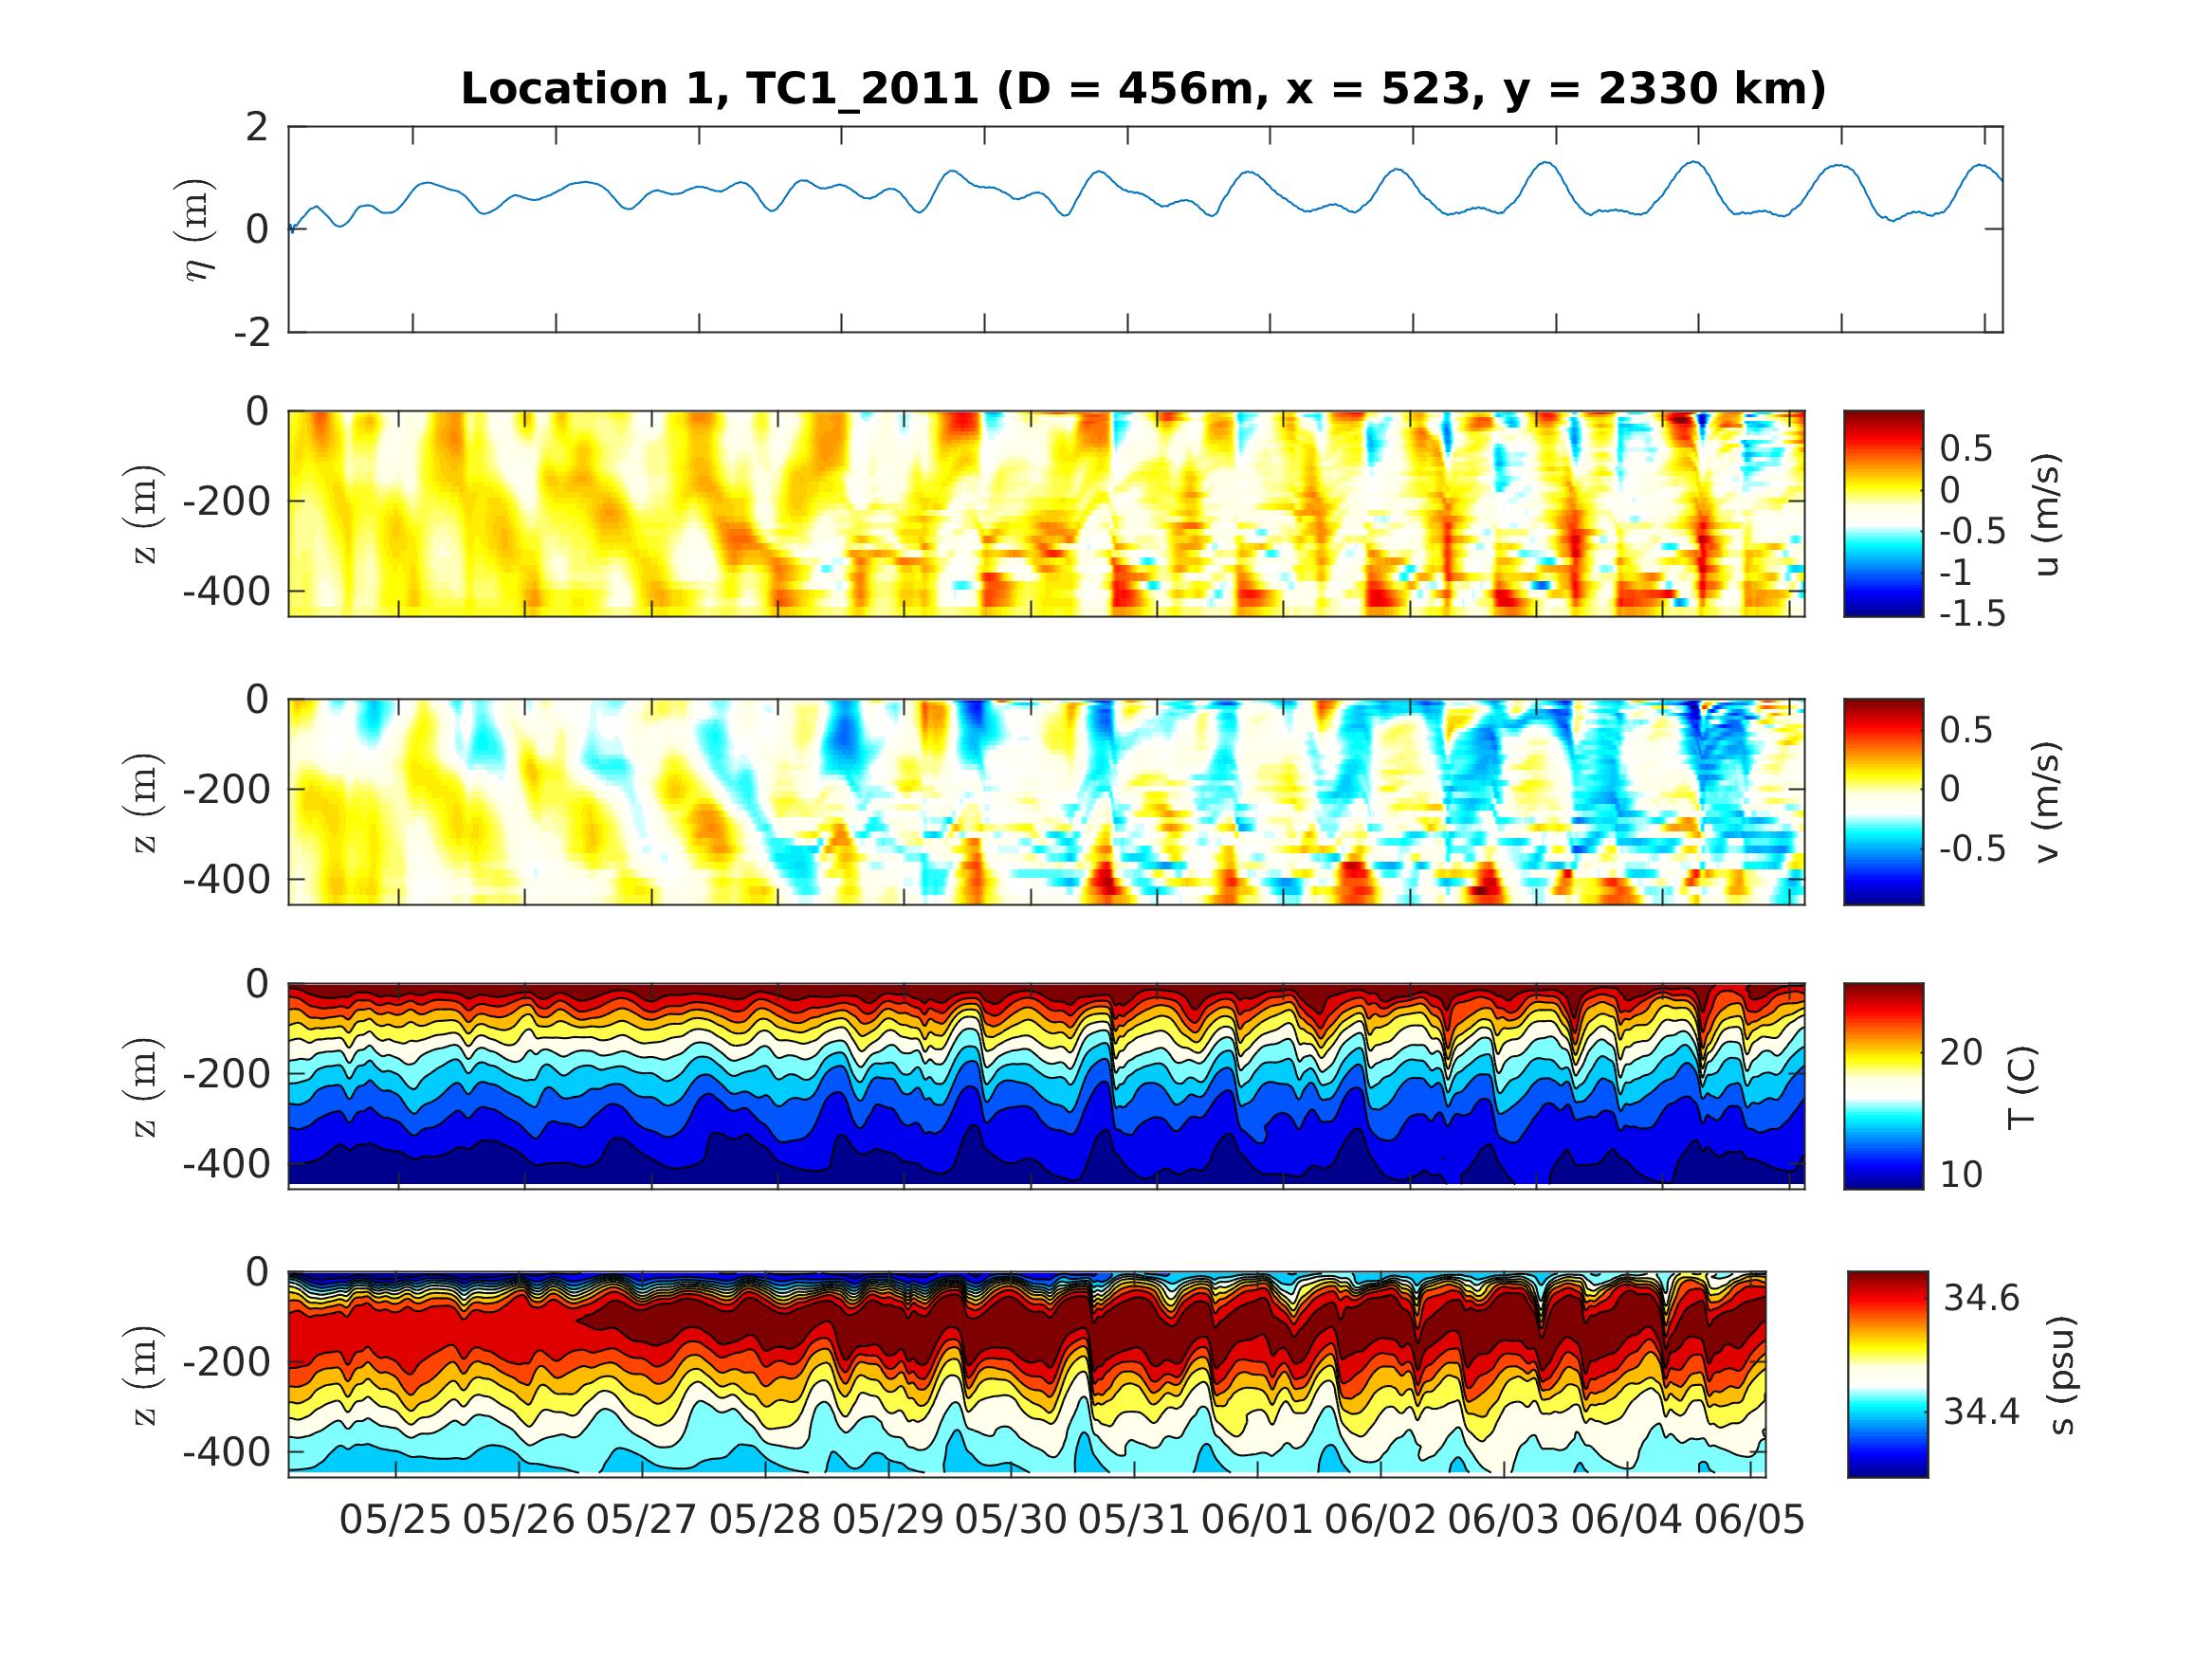 Location 1, TC1_2011 (D = 456m, x = 523, y = 2330 km)
2
0
-2
η (m)
0
-200
-400
z (m)
0.5
0
-0.5
-1
-1.5
u (m/s)
0
-200
-400
z (m)
0.5
0
-0.5
v (m/s)
0
-200
-400
z (m)
20
10
T (C)
0
-200
-400
z (m)
34.6
34.4
s (psu)
05/25 05/26 05/27 05/28 05/29 05/30 05/31 06/01 06/02 06/03 06/04 06/05